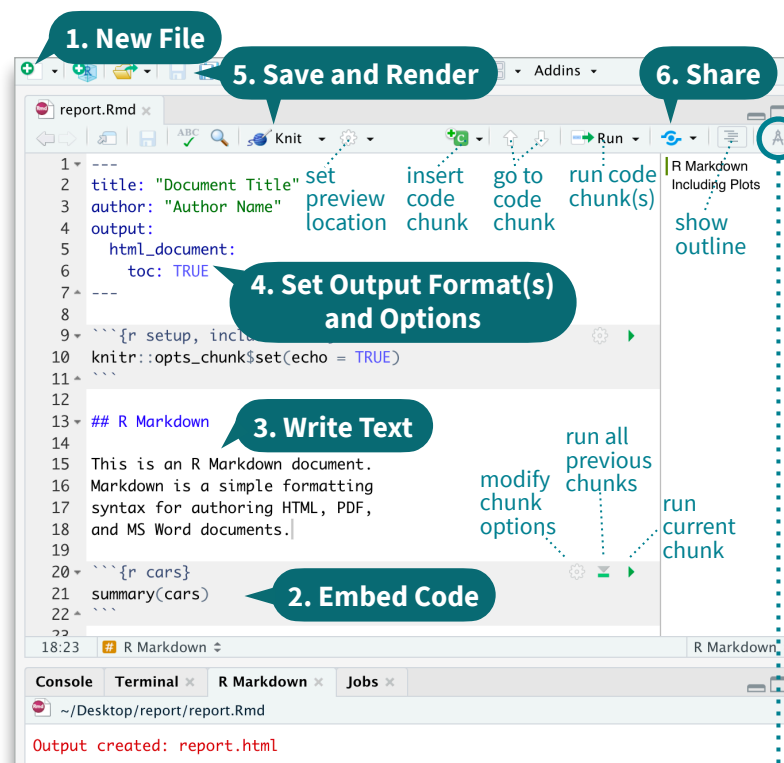 1. New File
5. Save and Render
Addins
6. Share
report.Rmd
ABC
Knit
Run
1 ---
2 title: "Document Title"
3 author: "Author Name"
4 output:
5 html_document:
6 toc: TRUE
7 ---
8
set
preview
location
insert
code
chunk
go to
code
chunk
run code
chunk(s)
R Markdown
Including Plots
show
outline
4. Set Output Format(s)
and Options
9 ```{r setup,
10 knitr::opts_chunk$set(echo = TRUE)
11 ```
12
13 ## R Markdown
14
3. Write Text
15 This is an R Markdown document.
16 Markdown is a simple formatting
17 syntax for authoring HTML, PDF,
18 and MS Word documents.
19
modify
chunk
options
run all
previous
chunks
run
current
chunk
20 ```{r cars}
21 summary(cars)
22 ```
23
2. Embed Code
18:23 # R Markdown
R Markdown
Console Terminal R Markdown Jobs
~/Desktop/report/report.Rmd
Output created: report.html